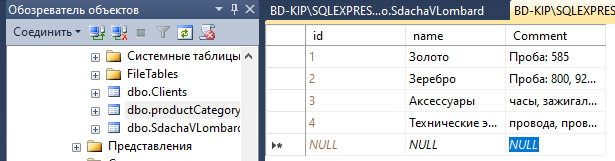 Обозреватель объектов
Соединить
Системные таблицы
FileTables
dbo.Clients
dbo.productCategory
dbo.SdachaVLombard
Представления
BD-KIP\SQLEXPRES...o.SdachaVLombard
BD-KIP\SQLEXPRES
id name Comment
1 Золото Проба: 585
2 Зеребро Проба: 800, 92...
3 Аксессуары часы, зажигал...
4 Технические э... провода, пров...
NULL NULL NULL